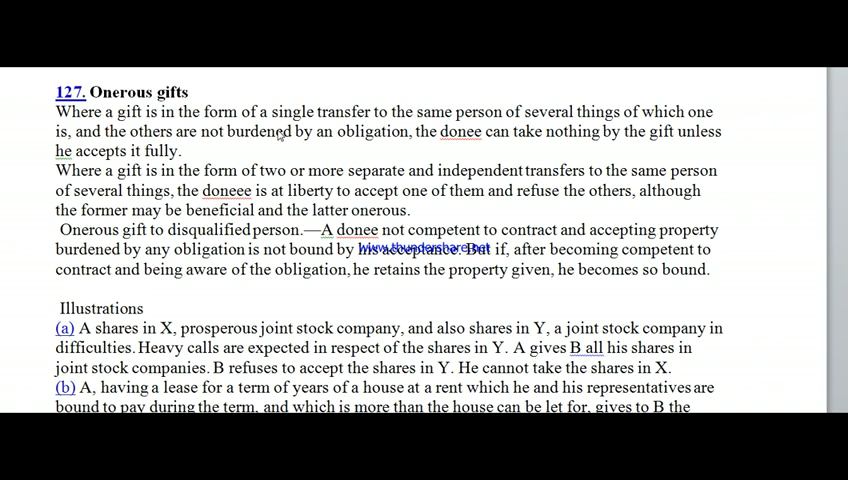 127. Onerous gifts
Where a gift is in the form of a single transfer to the same person of several things of which one
is, and the others are not burdened by an obligation, the donee can take nothing by the gift unless
he accepts it fully.
Where a gift is in the form of two or more separate and independent transfers to the same person
of several things, the doneee is at liberty to accept one of them and refuse the others, although
the former may be beneficial and the latter onerous.
Onerous gift to disqualified person.—A donee not competent to contract and accepting property
burdened by any obligation is not bound by his acceptance. But if, after becoming competent to
www.thundershare.net
contract and being aware of the obligation, he retains the property given, he becomes so bound.
Illustrations
(a) A shares in X, prosperous joint stock company, and also shares in Y, a joint stock company in
difficulties. Heavy calls are expected in respect of the shares in Y. A gives B all his shares in
joint stock companies. B refuses to accept the shares in Y. He cannot take the shares in X.
(b) A, having a lease for a term of years of a house at a rent which he and his representatives are
bound to pay during the term, and which is more than the house can be let for, gives to B the